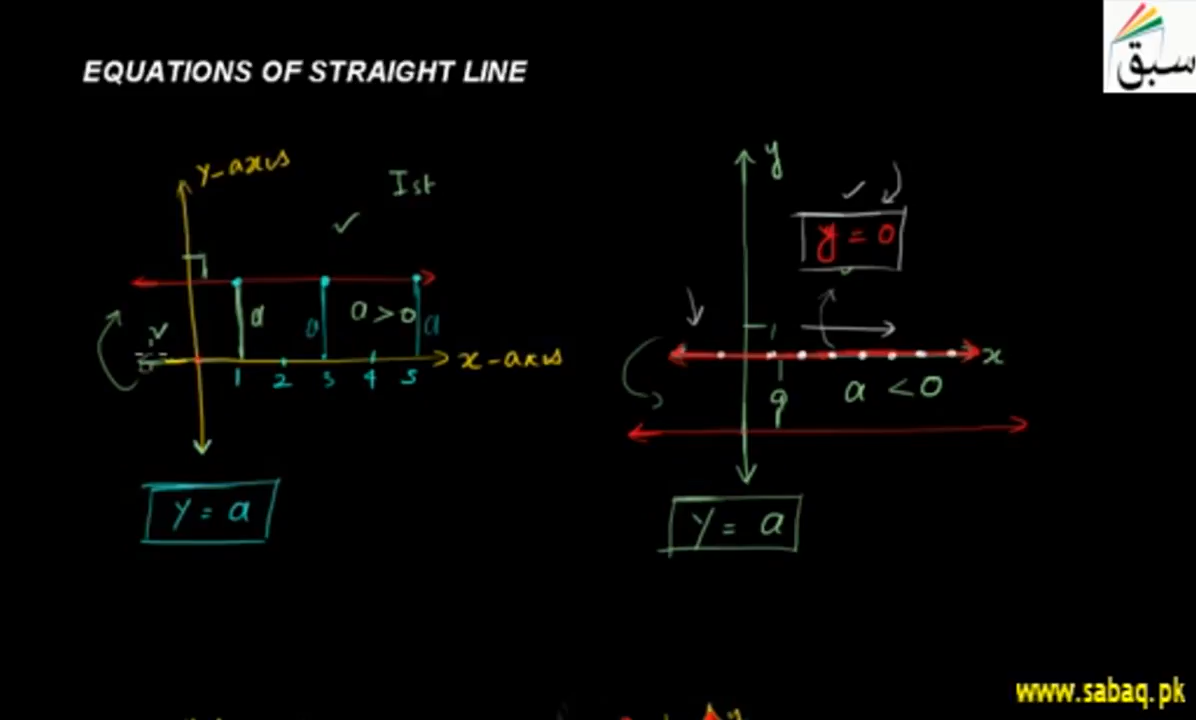 سبق
EQUATIONS OF STRAIGHT LINE
Y-axis
Ist
a
a
a > 0
a
x-axis
1 2 3 4 5
Y = a
y
y = 0
x
a < 0
Y = a
www.sabaq.pk